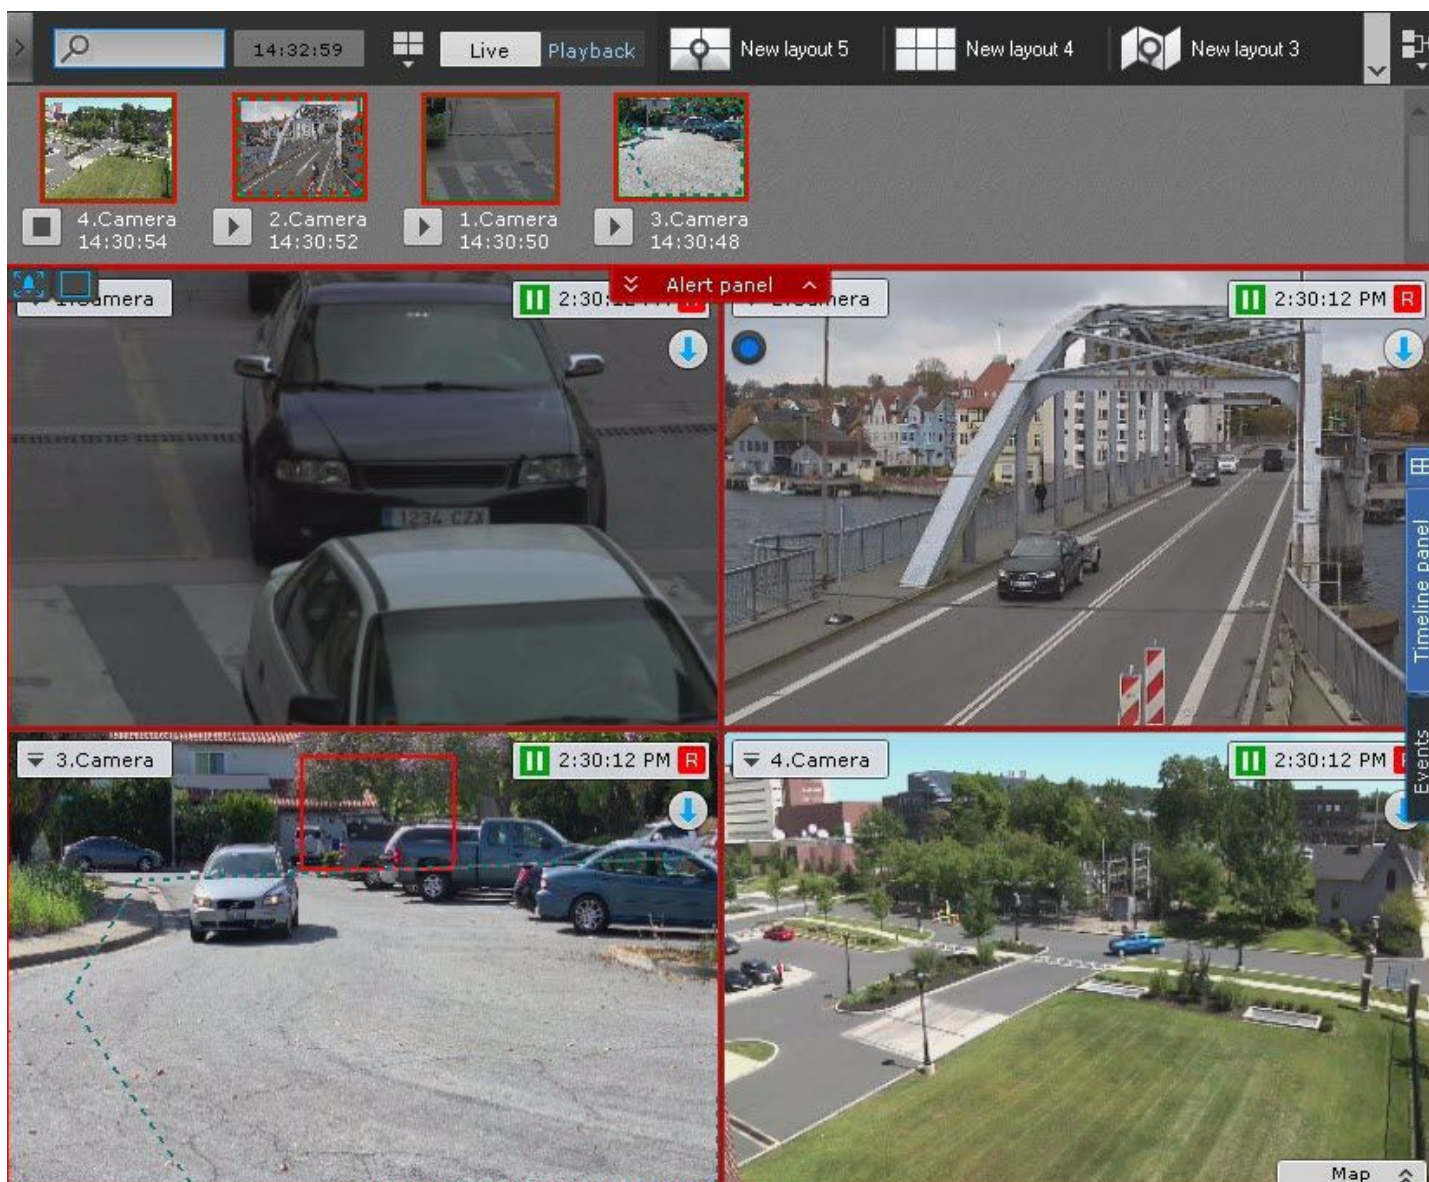 14:32:59
Live
Playback
New layout 5
New layout 4
New layout 3
4.Camera
14:30:54
2.Camera
14:30:52
1.Camera
14:30:50
3.Camera
14:30:48
Alert panel
2:30:12 PM R
1234 CZX
3.Camera
2:30:12 PM R
4.Camera
2:30:12 PM
Timeline panel
Events
Map